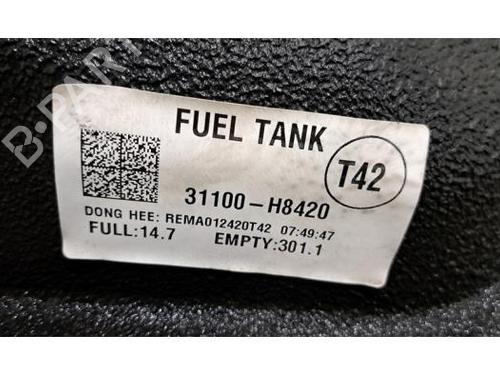 B-PARTS
FUEL TANK
T42
31100-H8420
DONG HEE: REMA012420T42 07:49:47
FULL:14.7 EMPTY:301.1